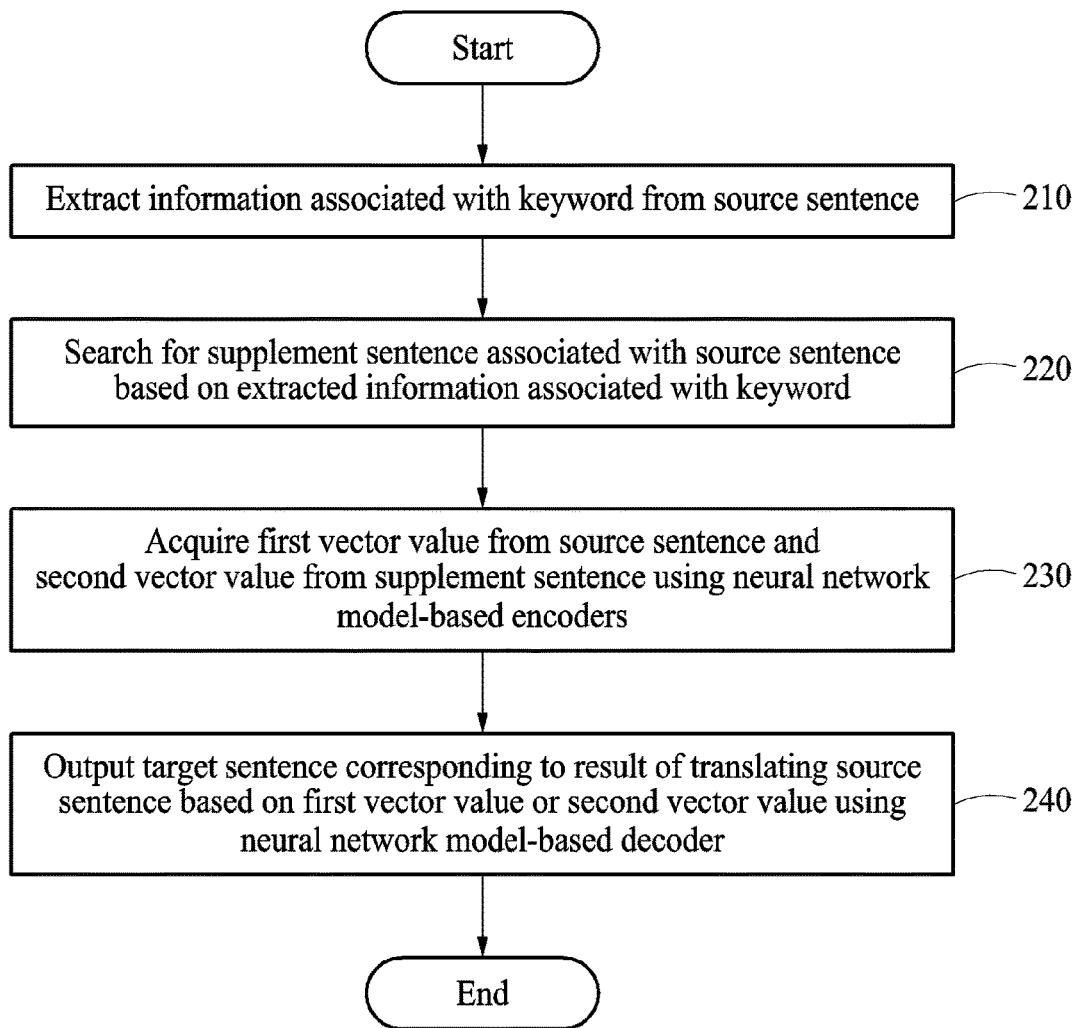 Start
Extract information associated with keyword from source sentence
210
Search for supplement sentence associated with source sentence
based on extracted information associated with keyword
220
Acquire first vector value from source sentence and
second vector value from supplement sentence using neural network
model-based encoders
230
Output target sentence corresponding to result of translating source
sentence based on first vector value or second vector value using
neural network model-based decoder
240
End